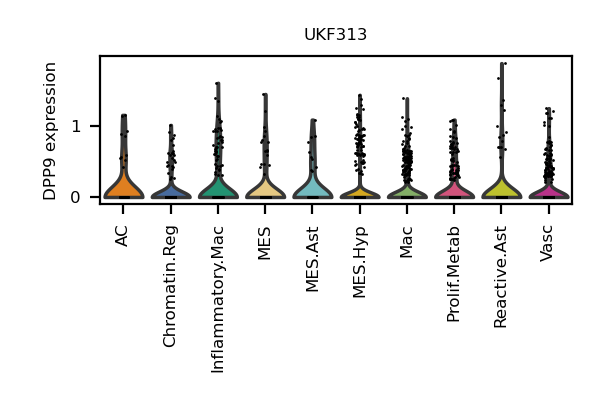 UKF313
DPP9 expression
1
0
AC
Chromatin.Reg
Inflammatory.Mac
MES
MES.Ast
MES.Hyp
Mac
Prolif.Metab
Reactive.Ast
Vasc